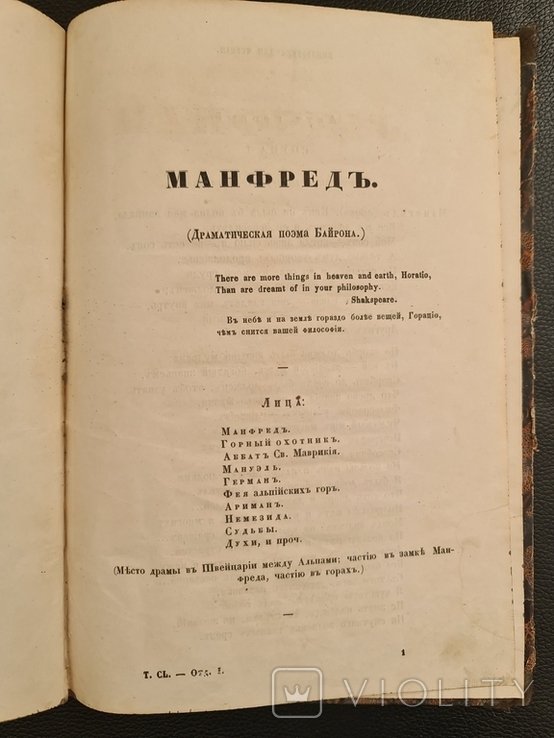 МАНФРЕДЪ.
(Драматическая поэма Байрона.)
There are more things in heaven and earth, Horatio,
Than are dreamt of in your philosophy.
Shakspeare.
Въ небѣ и на землѣ гораздо болѣе вещей, Гораціо,
чѣмъ снится вашей философіи.
Лица:
Манфредъ.
Горный охотникъ.
Аббатъ Св. Маврикія.
Мануэль.
Германъ.
Фея альпійскихъ горъ.
Ариманъ.
Немезида.
Судьбы.
Духи, и проч.
(Мѣсто драмы въ Швейцаріи между Альпами; частію въ замкѣ Ман-
фреда, частію въ горахъ.)
1
Т. CL. — Отд. I.
VIOLITY